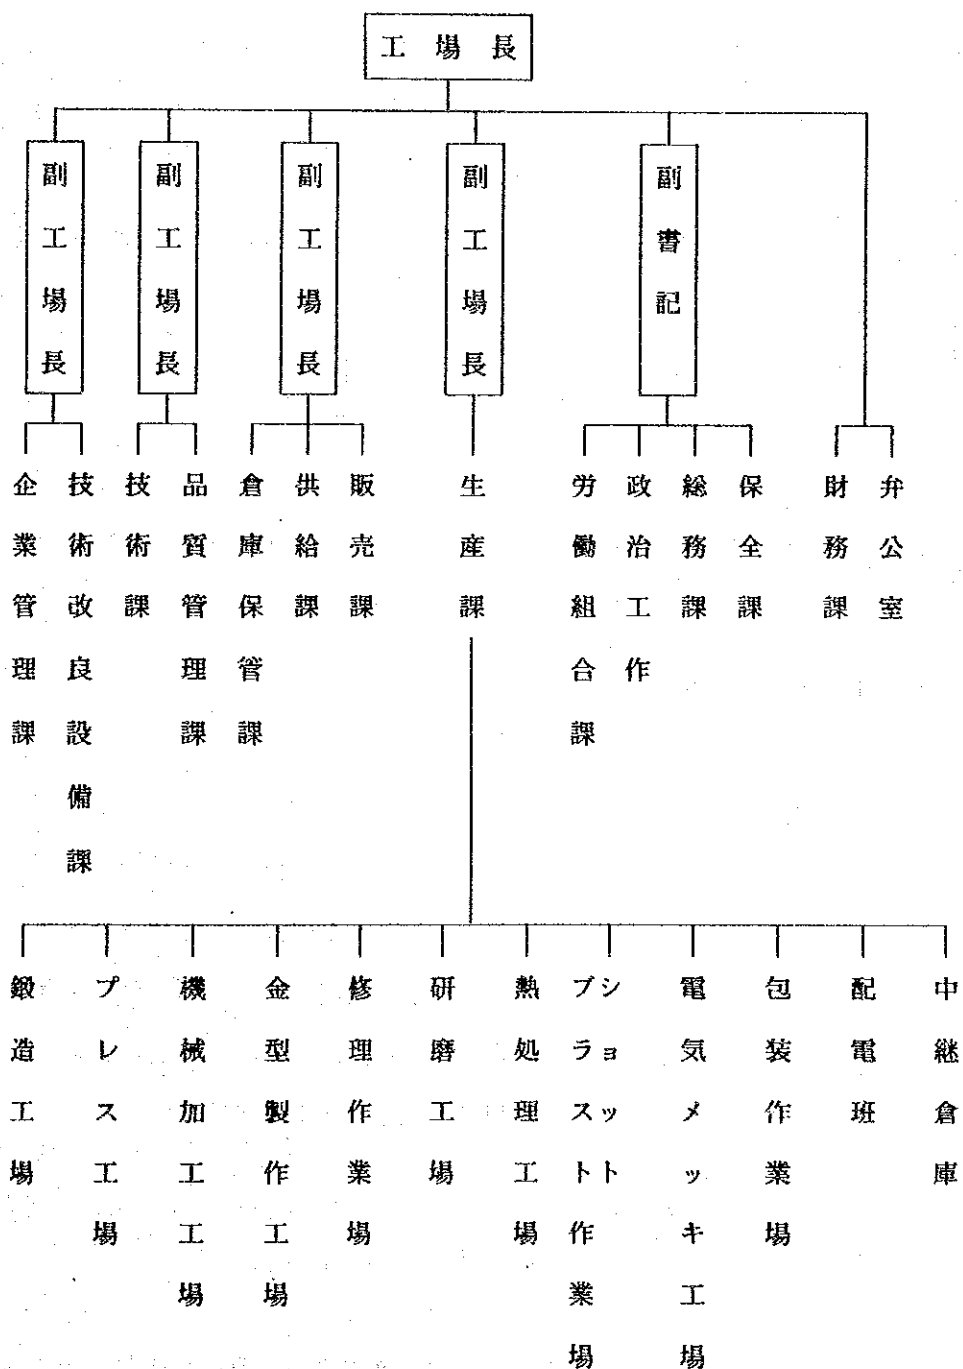 工場長
副工場長
副工場長
副工場長
副工場長
副書記
企業管理課
技術改良設備課
技術課
品質管理課
倉庫保管課
供給課
販売課
生産課
労働組合課
政治工作
総務課
保全課
財務課
弁公室
鍛造工場
プレス工場
機械加工工場
金型製作工場
修理作業場
研磨工場
熱処理工場
ショット
ブラスト作業場
電気メッキ工場
包装作業場
配電班
中継倉庫